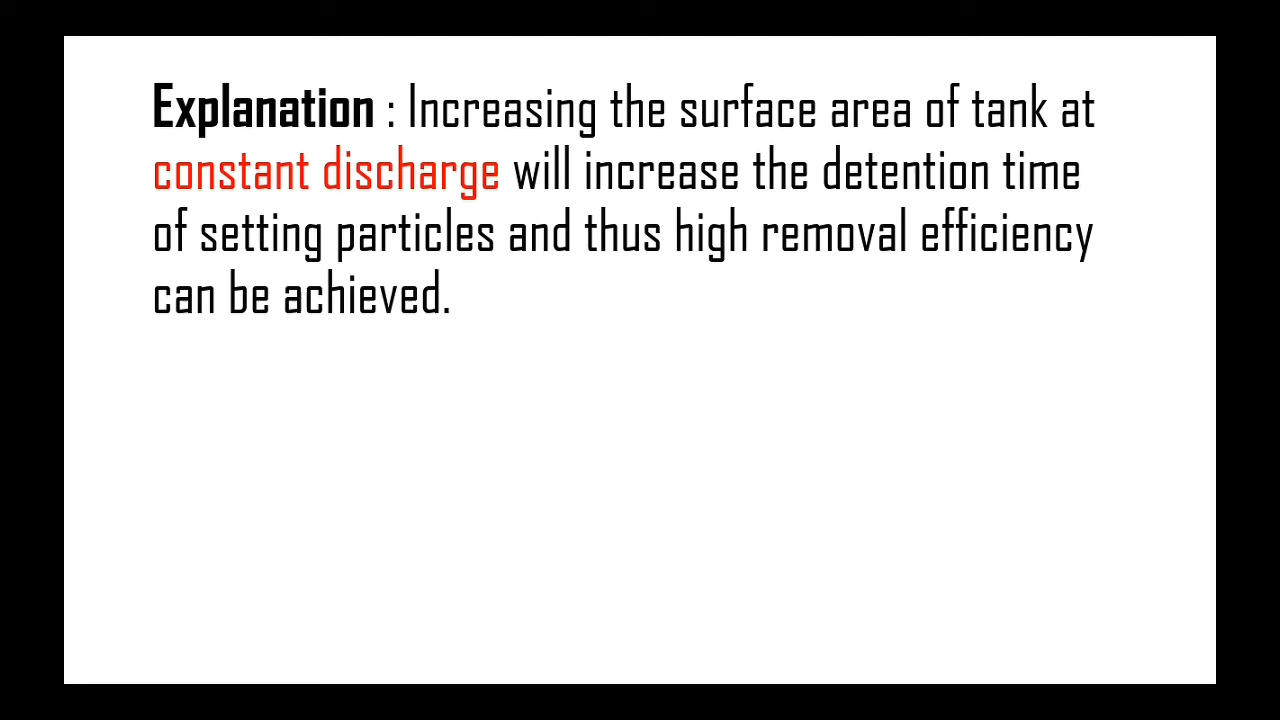 Explanation : Increasing the surface area of tank at
constant discharge will increase the detention time
of setting particles and thus high removal efficiency
can be achieved.